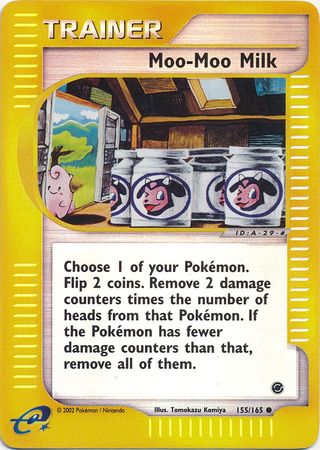 TRAINER
Moo-Moo Milk
ID:A-29-#
Choose 1 of your Pokémon.
Flip 2 coins. Remove 2 damage
counters times the number of
heads from that Pokémon. If
the Pokémon has fewer
damage counters than that,
remove all of them.
e
© 2002 Pokémon / Nintendo
Illus. Tomokazu Komiya
155/165 ●